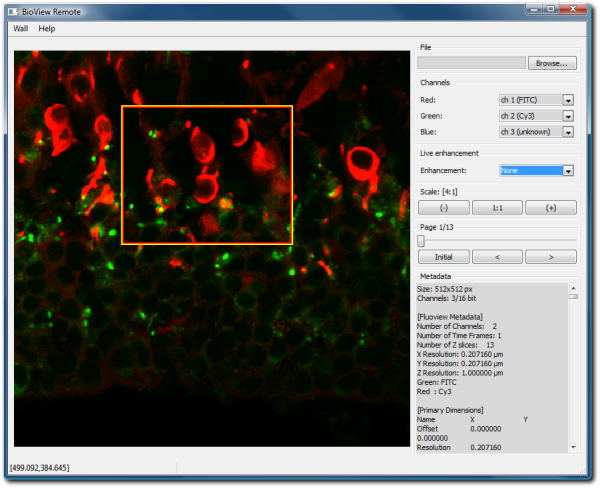 BioView Remote
Wall Help
File
Browse...
Channels
Red: ch 1 (FITC)
Green: ch 2 (Cy3)
Blue: ch 3 (unknown)
Live enhancement
Enhancement: None
Scale: [4:1]
(-) 1:1 (+)
Page 1/13
Initial < >
Metadata
Size: 512x512 px
Channels: 3/16 bit
[Fluoview Metadata]
Number of Channels: 2
Number of Time Frames: 1
Number of Z slices: 13
X Resolution: 0.207160 µm
Y Resolution: 0.207160 µm
Z Resolution: 1.000000 µm
Green: FITC
Red : Cy3
[Primary Dimensions]
Name X Y
Offset 0.000000
0.000000
Resolution 0.207160
[499.092,384.645]